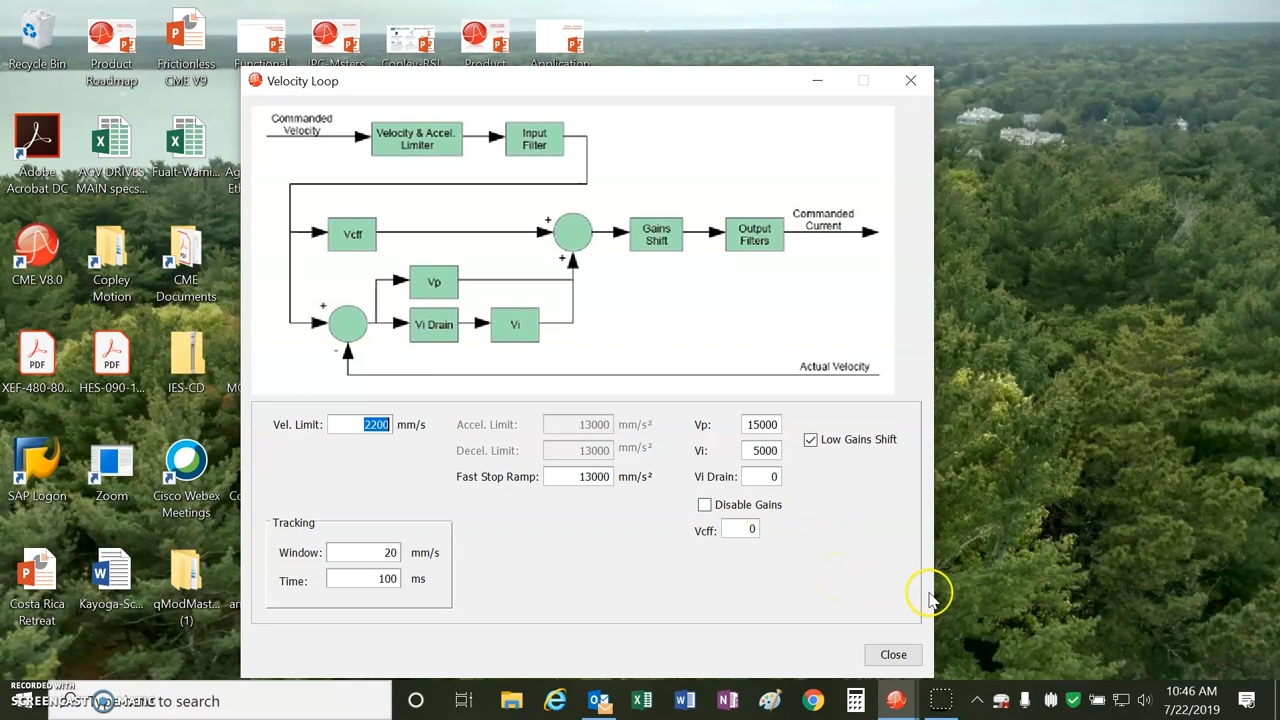 Recycle Bin
Product
Roadmap
Frictionless
CME V9
Functional
IPC-Msters
Copley-RSI
Product
Application
Adobe
Acrobat DC
AGV DRIVES
MAIN specs...
Fualt-Warni...
CME V8.0
Copley
Motion
CME
Documents
PDF
XEF-480-80...
PDF
HES-090-1...
IES-CD
SAP Logon
Zoom
Cisco Webex
Meetings
Costa Rica
Retreat
Kayoga-Sc...
qModMast...
(1)
Velocity Loop
Commanded
Velocity
Velocity & Accel.
Limiter
Input
Filter
Vcff
+
+
Gains
Shift
Output
Filters
Commanded
Current
Vp
+
-
Vi Drain
Vi
Actual Velocity
Vel. Limit: 2200 mm/s
Accel. Limit: 13000 mm/s²
Decel. Limit: 13000 mm/s²
Fast Stop Ramp: 13000 mm/s²
Vp: 15000
Vi: 5000
Vi Drain: 0
Low Gains Shift
Disable Gains
Vcff: 0
Tracking
Window: 20 mm/s
Time: 100 ms
Close
RECORDED WITH
SCREENCAST
MATIC
to search
10:46 AM
7/22/2019